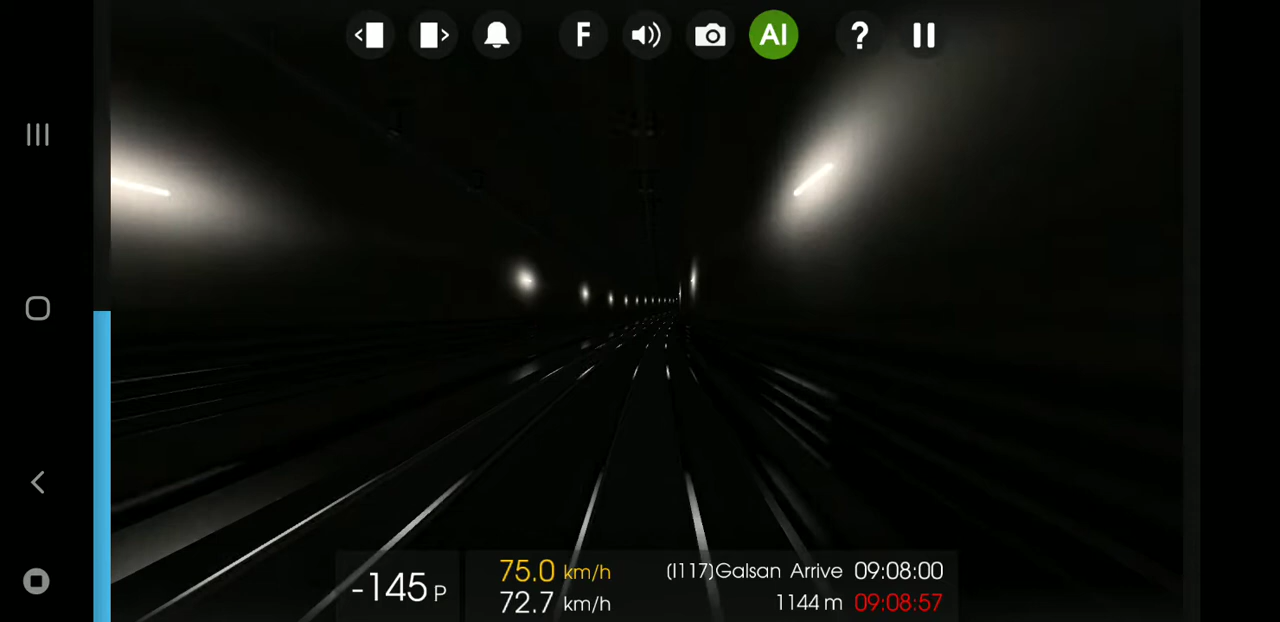 F AI ?
-145 P
75.0 km/h
72.7 km/h
(I117)Galsan Arrive 09:08:00
1144 m 09:08:57